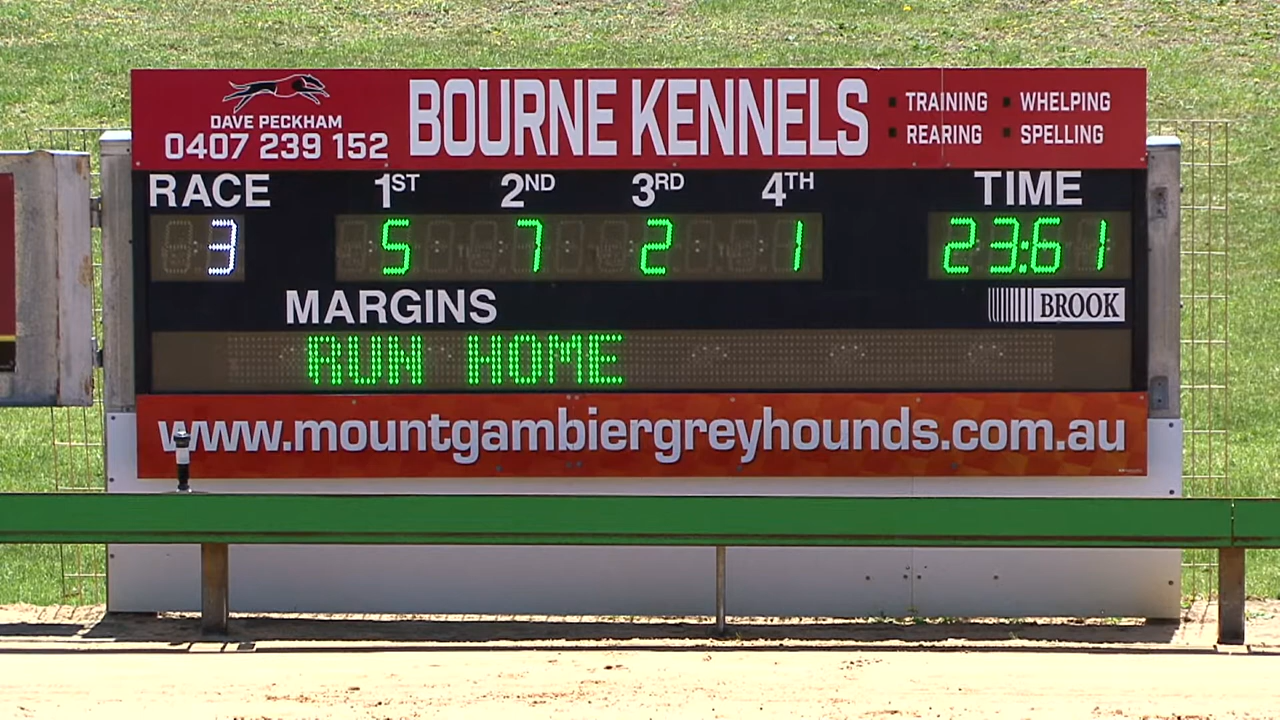 DAVE PECKHAM
0407 239 152
BOURNE KENNELS
TRAINING WHELPING
REARING SPELLING
RACE 1ST 2ND 3RD 4TH TIME
3 5 7 2 1 23:61
MARGINS
BROOK
RUN HOME
www.mountgambiergreyhounds.com.au